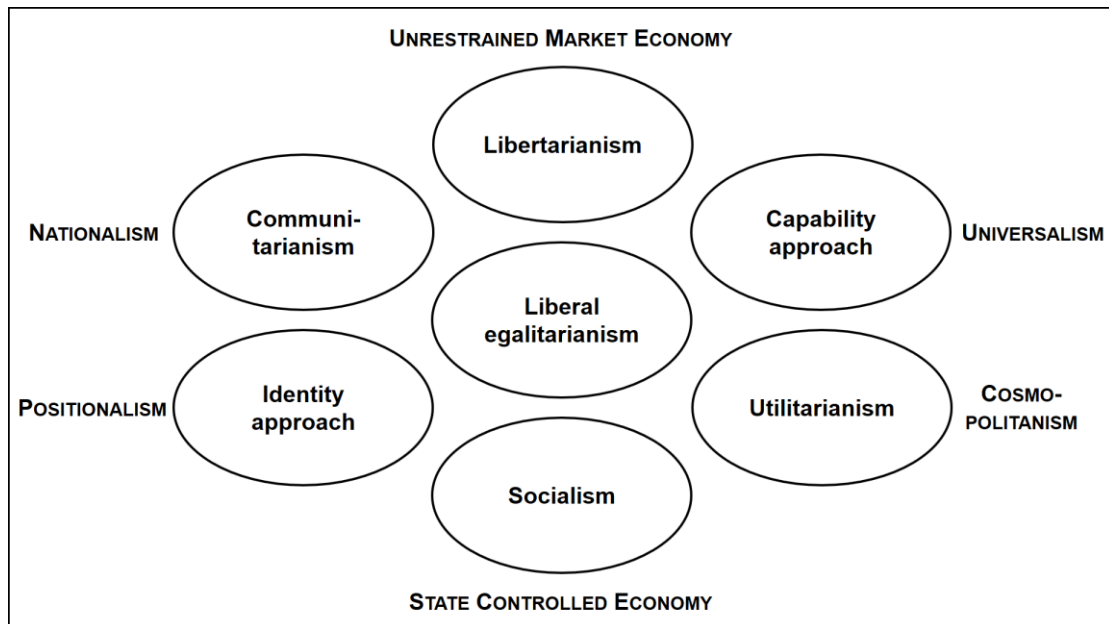 UNRESTRAINED MARKET ECONOMY
Libertarianism
Communi-
tarianism
Capability
approach
NATIONALISM
UNIVERSALISM
Liberal
egalitarianism
Identity
approach
Utilitarianism
POSITIONALISM
COSMO-
POLITANISM
Socialism
STATE CONTROLLED ECONOMY